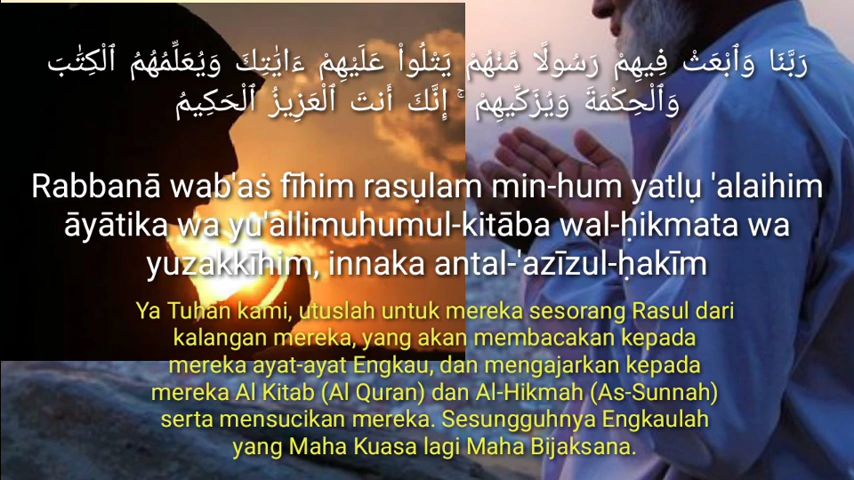 رَبَّنَا وَٱبْعَثْ فِيهِمْ رَسُولًا مِّنْهُمْ يَتْلُوا۟ عَلَيْهِمْ ءَايَٰتِكَ وَيُعَلِّمُهُمُ ٱلْكِتَٰبَ
وَٱلْحِكْمَةَ وَيُزَكِّيهِمْ ۚ إِنَّكَ أَنتَ ٱلْعَزِيزُ ٱلْحَكِيمُ
Rabbanā wab'aṡ fīhim rasụlam min-hum yatlụ 'alaihim
āyātika wa yu'allimuhumul-kitāba wal-ḥikmata wa
yuzakkīhim, innaka antal-'azīzul-ḥakīm
Ya Tuhan kami, utuslah untuk mereka sesorang Rasul dari
kalangan mereka, yang akan membacakan kepada
mereka ayat-ayat Engkau, dan mengajarkan kepada
mereka Al Kitab (Al Quran) dan Al-Hikmah (As-Sunnah)
serta mensucikan mereka. Sesungguhnya Engkaulah
yang Maha Kuasa lagi Maha Bijaksana.